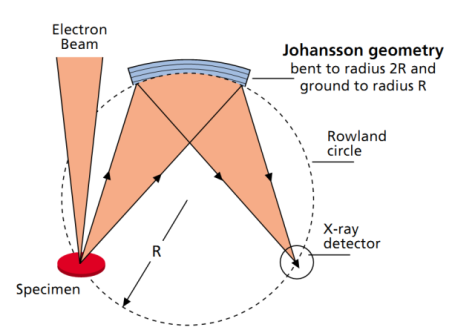 Electron
Beam
Johansson geometry
bent to radius 2R and
ground to radius R
Rowland
circle
X-ray
detector
R
Specimen